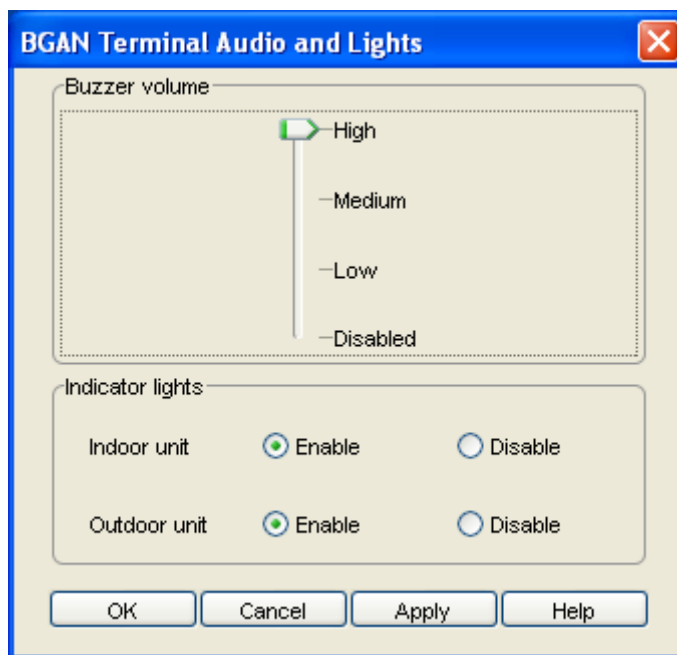 BGAN Terminal Audio and Lights
Buzzer volume
High
Medium
Low
Disabled
Indicator lights
Indoor unit Enable Disable
Outdoor unit Enable Disable
OK Cancel Apply Help